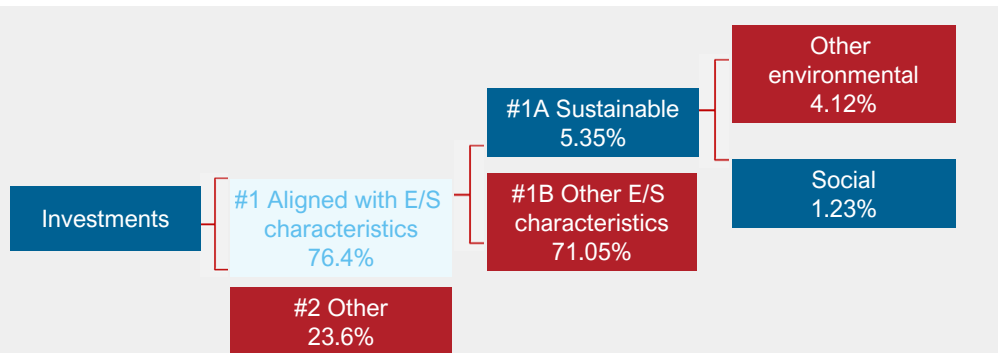 Investments
#1 Aligned with E/S
characteristics
76.4%
#2 Other
23.6%
#1A Sustainable
5.35%
#1B Other E/S
characteristics
71.05%
Other
environmental
4.12%
Social
1.23%